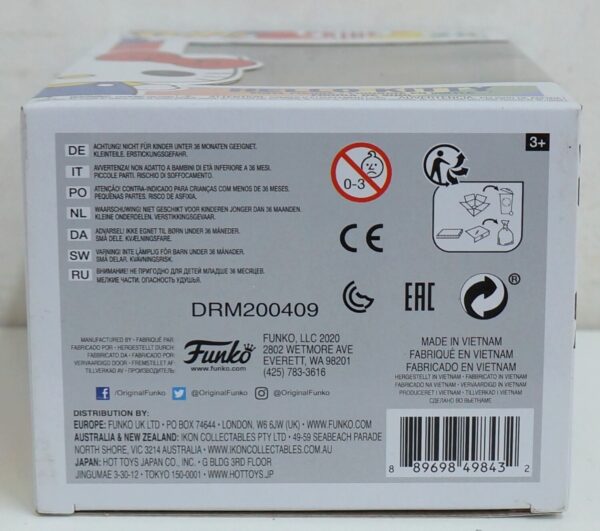 HELLO KITTY
3+
DE ACHTUNG! NICHT FÜR KINDER UNTER 36 MONATEN GEEIGNET.
KLEINTEILE. ERSTICKUNGSGEFAHR.
IT AVVERTENZA! NON ADATTO A BAMBINI DI ETÀ INFERIORE A 36 MESI.
PICCOLE PARTI. RISCHIO DI SOFFOCAMENTO.
PO ATENÇÃO! CONTRA-INDICADO PARA CRIANÇAS COM MENOS DE 36 MESES.
PEQUENAS PARTES. RISCO DE ASFIXIA.
NL WAARSCHUWING! NIET GESCHIKT VOOR KINDEREN JONGER DAN 36 MAANDEN.
KLEINE ONDERDELEN. VERSTIKKINGSGEVAAR.
DA ADVARSEL! IKKE EGNET TIL BØRN UNDER 36 MÅNEDER.
SMÅ DELE. KVÆLNINGSFARE.
SW VARNING! INTE LÄMPLIG FÖR BARN UNDER 36 MÅNADER.
SMÅ DELAR. KVÄVNINGSRISK.
RU ВНИМАНИЕ! НЕ ПРИГОДНО ДЛЯ ДЕТЕЙ МЛАДШЕ 36 МЕСЯЦЕВ.
МЕЛКИЕ ЧАСТИ. ОПАСНОСТЬ УДУШЬЯ.
0-3
CE
EAC
®
DRM200409
MANUFACTURED BY · FABRIQUÉ PAR
FABRICADO POR · HERGESTELLT DURCH
FABBRICATO DA · FABRICADO POR
VERVAARDIGD DOOR · FREMSTILLET AF
TILLVERKAD AV · ПРОИЗВОДИТЕЛЬ:
Funko
www.funko.com
FUNKO, LLC 2020
2802 WETMORE AVE
EVERETT, WA 98201
(425) 783-3616
/OriginalFunko @OriginalFunko @OriginalFunko
MADE IN VIETNAM
FABRIQUÉ EN VIETNAM
FABRICADO EN VIETNAM
HERGESTELLT IN VIETNAM · FABBRICATO IN VIETNAM
FABRICADO NA VIETNAM · VERVAARDIGD IN VIETNAM
PRODUCERET I VIETNAM · TILLVERKAD I VIETNAM
СДЕЛАНО ВО ВЬЕТНАМЕ
DISTRIBUTION BY:
EUROPE: FUNKO UK LTD · PO BOX 74644 · LONDON, W6 6JW (UK) · WWW.FUNKO.COM
AUSTRALIA & NEW ZEALAND: IKON COLLECTABLES PTY LTD · 49-59 SEABEACH PARADE
NORTH SHORE, VIC 3214 AUSTRALIA · WWW.IKONCOLLECTABLES.COM.AU
JAPAN: HOT TOYS JAPAN CO., INC. · G BLDG 3RD FLOOR
JINGUMAE 3-30-12 · TOKYO 150-0001 · WWW.HOTTOYS.JP
8 89698 49843 2